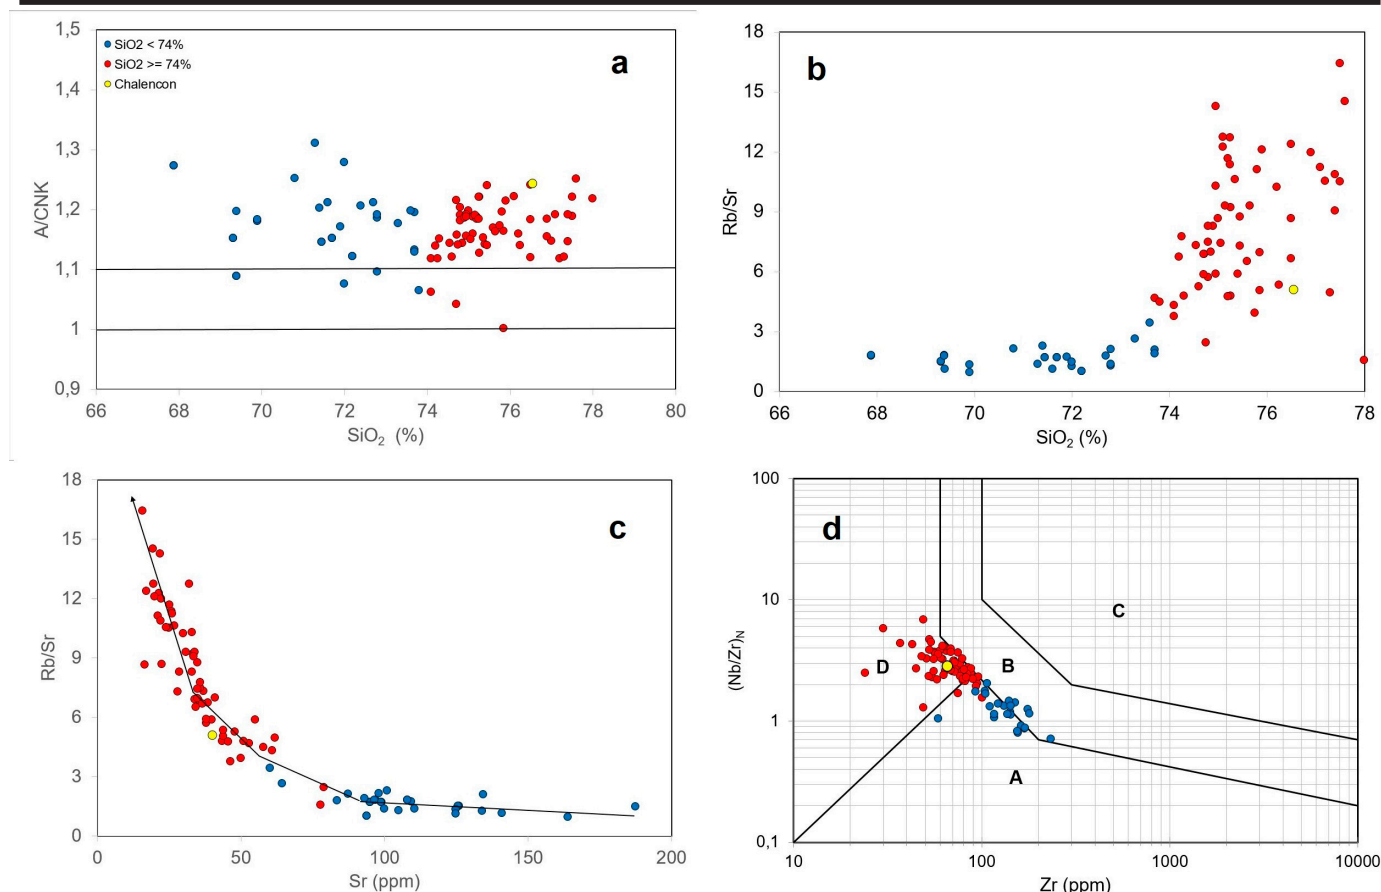 1,5
1,4
1,3
1,2
1,1
1
0,9
A/CNK
SiO2 < 74%
SiO2 >= 74%
Chalencon
a
66 68 70 72 74 76 78 80
SiO2 (%)
18
15
12
9
6
3
0
Rb/Sr
b
66 68 70 72 74 76 78
SiO2 (%)
18
15
12
9
6
3
0
Rb/Sr
c
0 50 100 150 200
Sr (ppm)
100
10
1
0,1
(Nb/Zr)N
d
C
D
B
A
10 100 1000 10000
Zr (ppm)